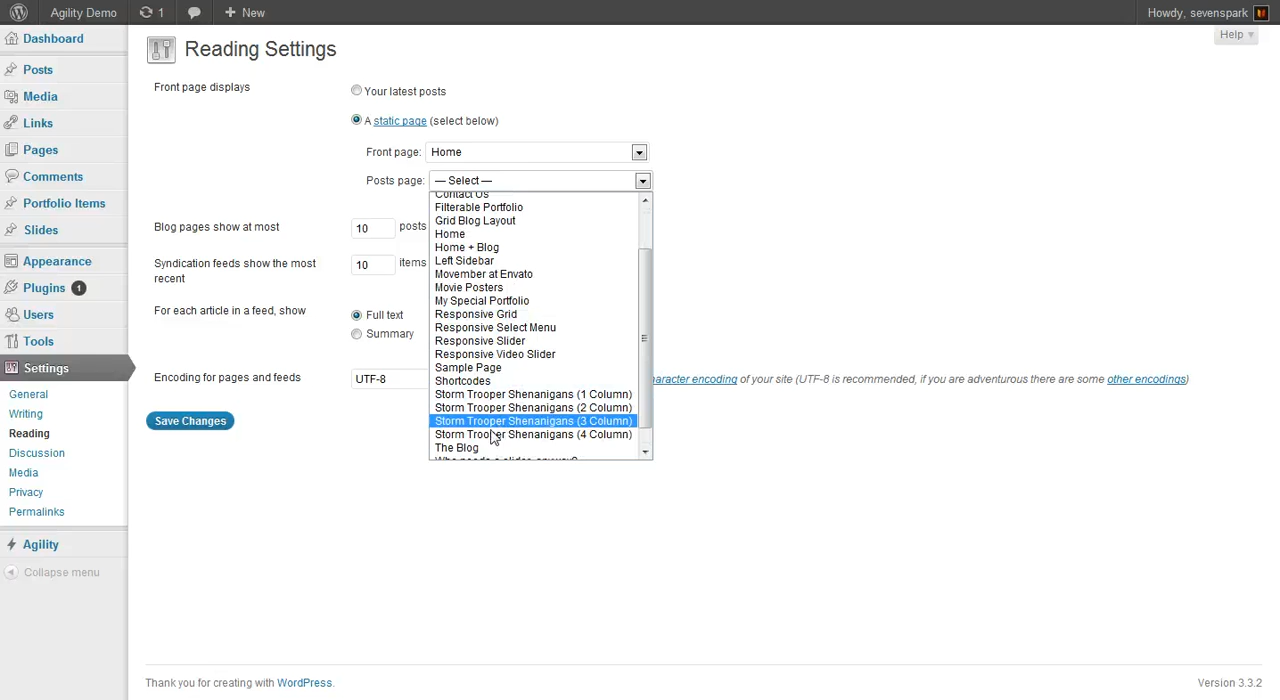 Agility Demo
1
New
Howdy, sevenspark
Dashboard
Posts
Media
Links
Pages
Comments
Portfolio Items
Slides
Appearance
Plugins 1
Users
Tools
Settings
General
Writing
Reading
Discussion
Media
Privacy
Permalinks
Agility
Collapse menu
Help
Reading Settings
Front page displays
Your latest posts
A static page (select below)
Front page: Home
Posts page: — Select —
Contact Us
Filterable Portfolio
Grid Blog Layout
Home
Home + Blog
Left Sidebar
Movember at Envato
Movie Posters
My Special Portfolio
Responsive Grid
Responsive Select Menu
Responsive Slider
Responsive Video Slider
Sample Page
Shortcodes
Storm Trooper Shenanigans (1 Column)
Storm Trooper Shenanigans (2 Column)
Storm Trooper Shenanigans (3 Column)
Storm Trooper Shenanigans (4 Column)
The Blog
Who needs a slider, anyway?
Blog pages show at most
10 posts
Syndication feeds show the most
recent
10 items
For each article in a feed, show
Full text
Summary
Encoding for pages and feeds
UTF-8
aracter encoding of your site (UTF-8 is recommended, if you are adventurous there are some other encodings)
Save Changes
Thank you for creating with WordPress.
Version 3.3.2